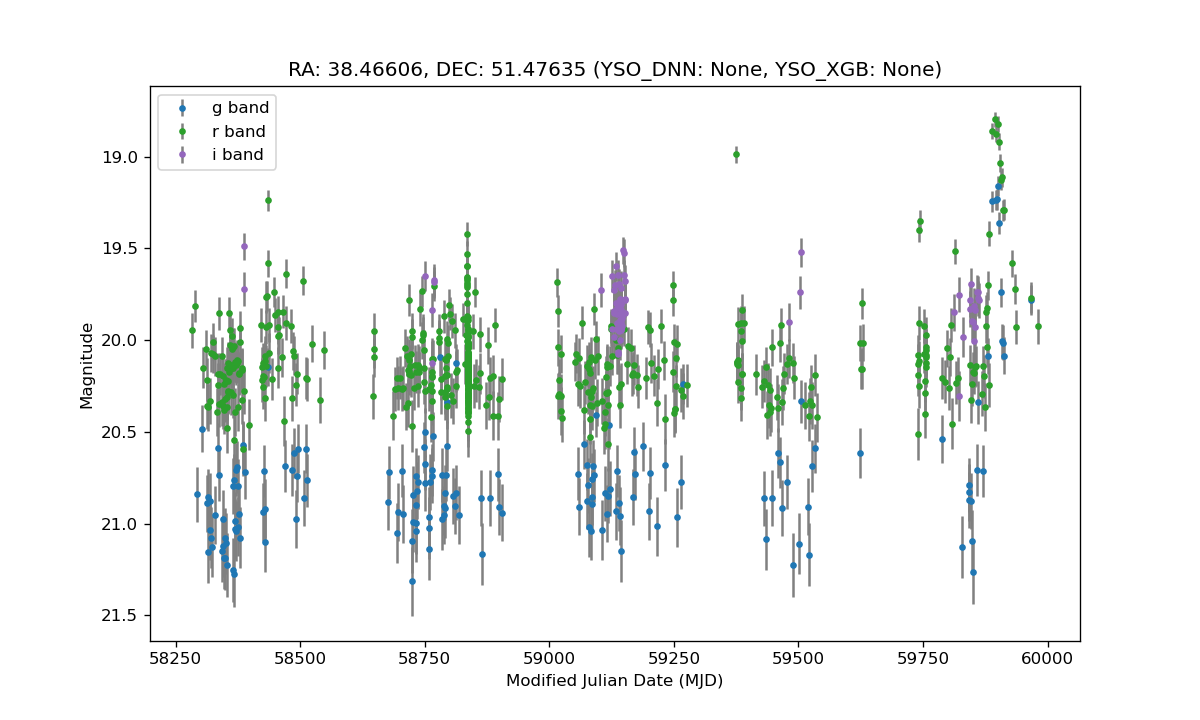 RA: 38.46606, DEC: 51.47635 (YSO_DNN: None, YSO_XGB: None)
g band
r band
i band
19.0
19.5
20.0
20.5
21.0
21.5
Magnitude
58250 58500 58750 59000 59250 59500 59750 60000
Modified Julian Date (MJD)